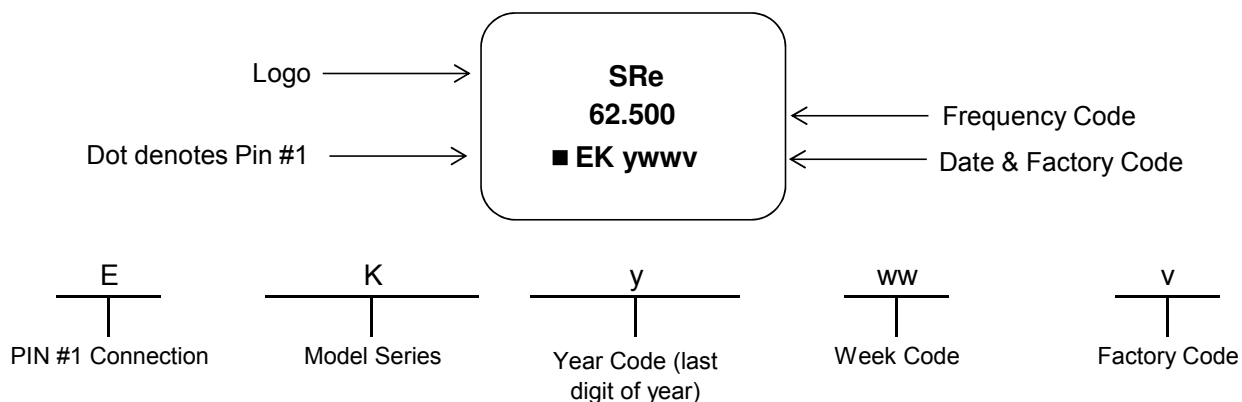 Logo
SRe
62.500
Frequency Code
Dot denotes Pin #1
■ EK ywwv
Date & Factory Code
E
K
y
ww
v
PIN #1 Connection
Model Series
Year Code (last
digit of year)
Week Code
Factory Code